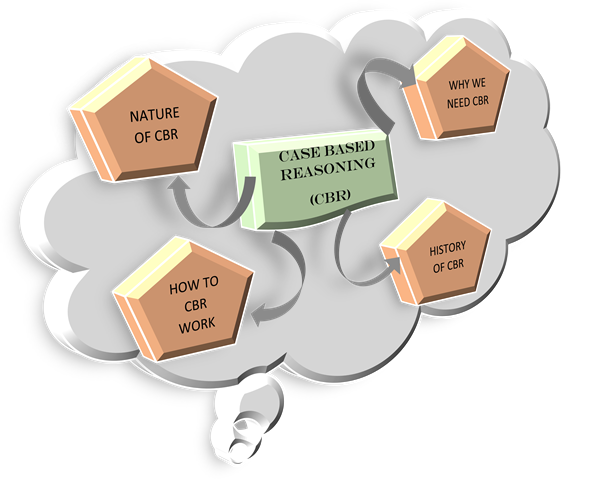 NATURE
OF CBR
WHY WE
NEED CBR
CASE BASED
REASONING
(CBR)
HISTORY
OF CBR
HOW TO
CBR
WORK